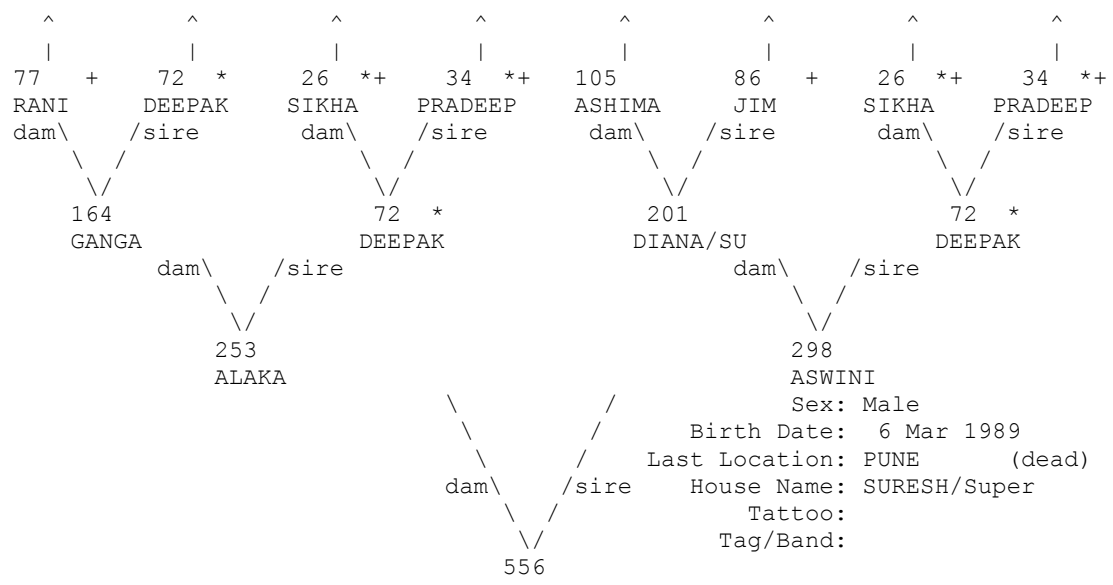 ^ ^ ^ ^ ^ ^ ^ ^
| | | | | | | |
77 + 72 * 26 *+ 34 *+ 105 86 + 26 *+ 34 *+
RANI DEEPAK SIKHA PRADEEP ASHIMA JIM SIKHA PRADEEP
dam\ /sire dam\ /sire dam\ /sire dam\ /sire
\ / \ / \ / \ /
\/ \/ \/ \/
164 72 * 201 72 *
GANGA DEEPAK DIANA/SU DEEPAK
dam\ /sire dam\ /sire
\ / \ /
\/ \/
253 298
ALAKA ASWINI
\ / Sex: Male
\ / Birth Date: 6 Mar 1989
\ / Last Location: PUNE (dead)
dam\ /sire House Name: SURESH/Super
\ / Tattoo:
\/ Tag/Band:
556